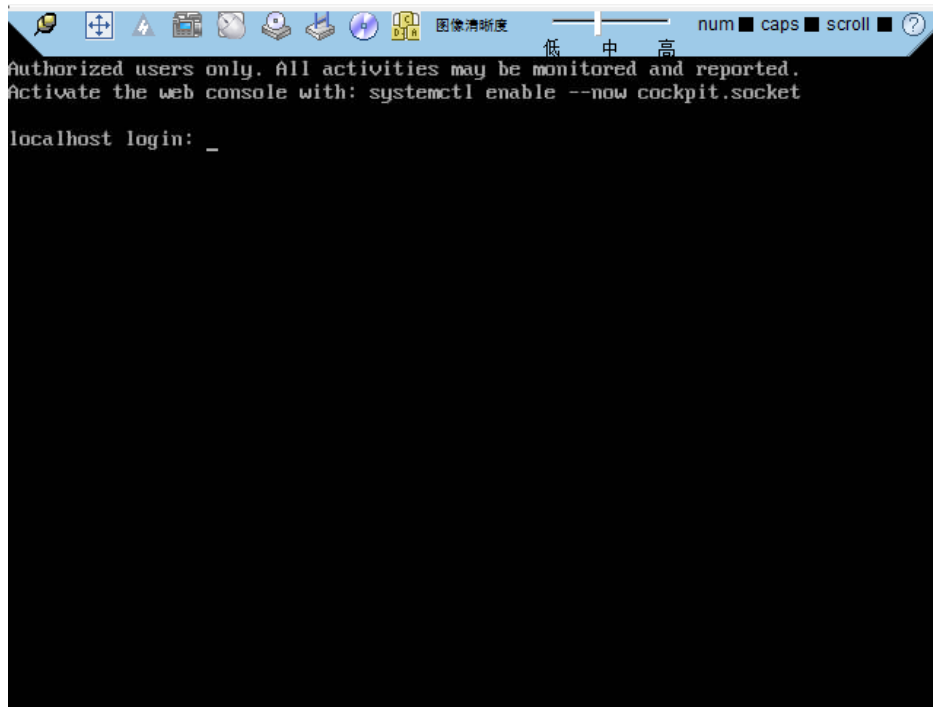 图像清晰度 低 中 高 num caps scroll ?
Authorized users only. All activities may be monitored and reported.
Activate the web console with: systemctl enable --now cockpit.socket
localhost login: _